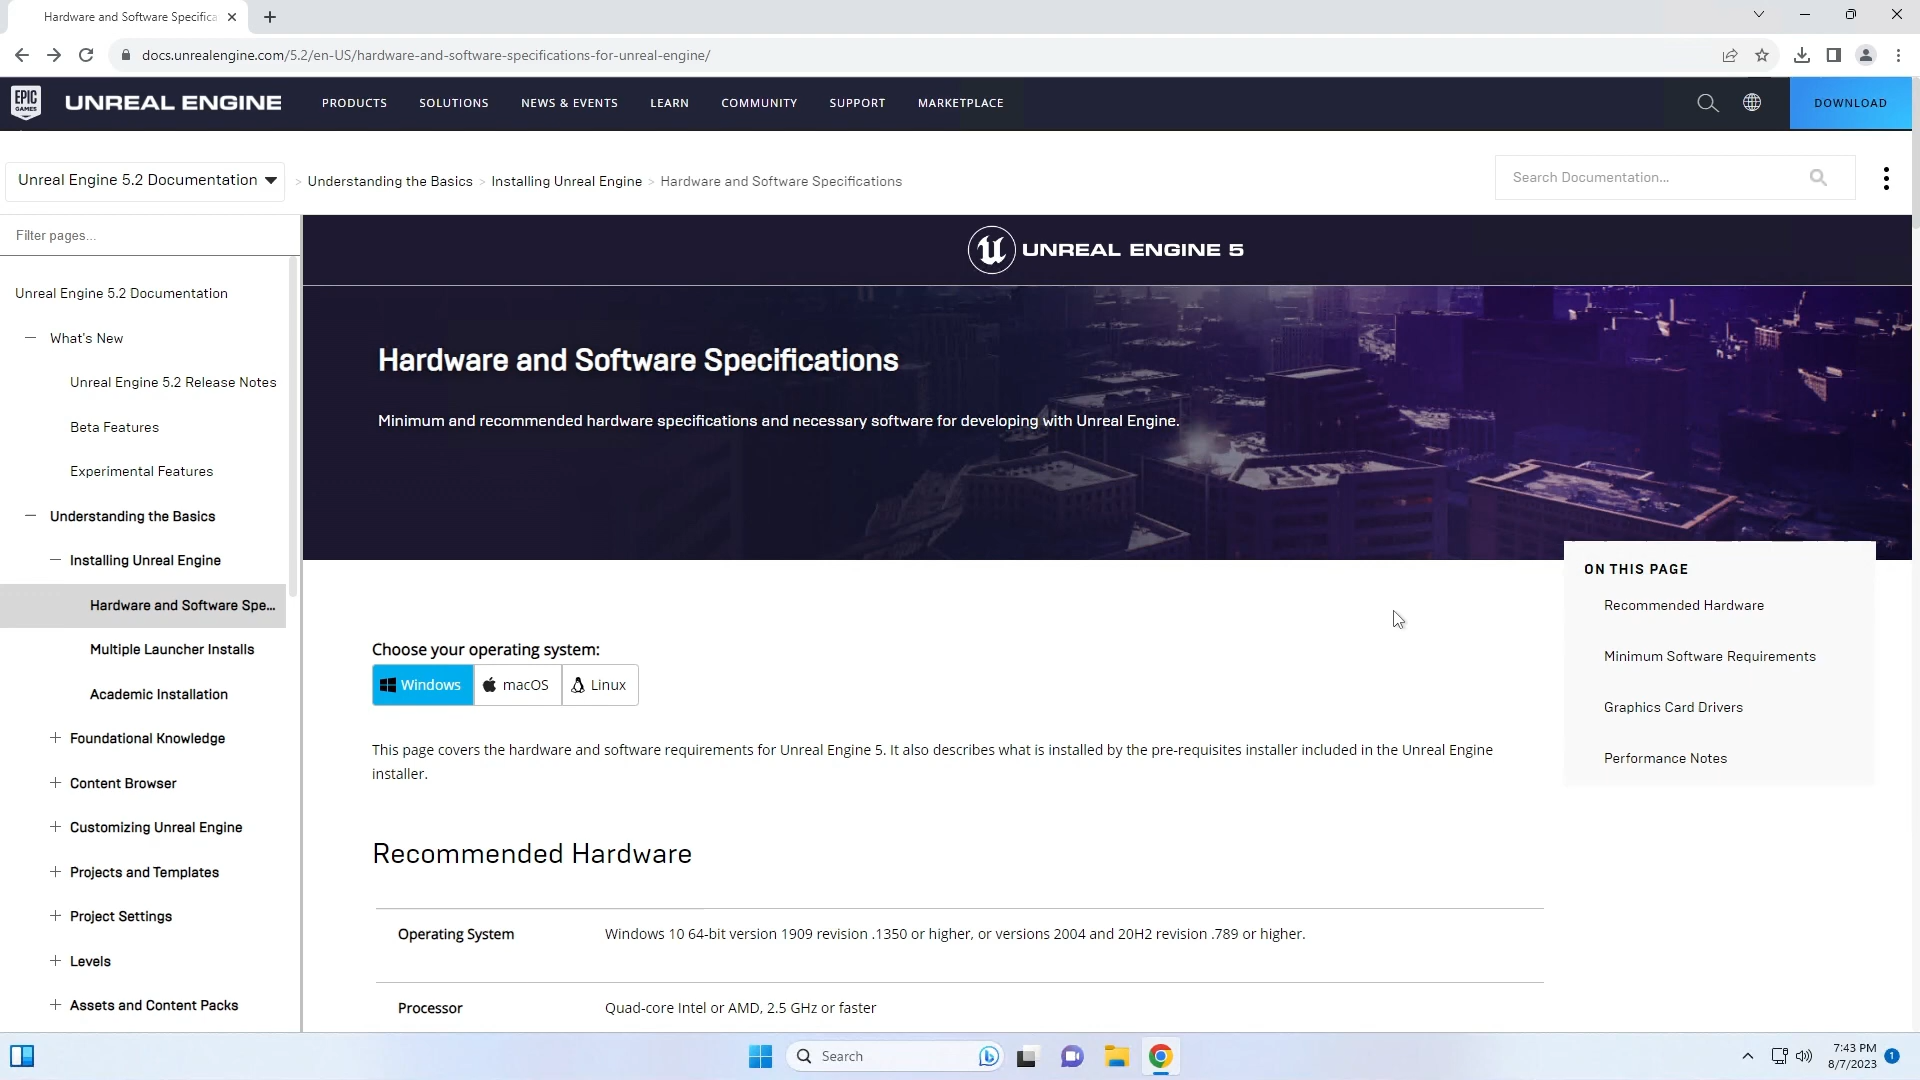 Hardware and Software Specifica
docs.unrealengine.com/5.2/en-US/hardware-and-software-specifications-for-unreal-engine/
EPIC GAMES
UNREAL ENGINE
PRODUCTS
SOLUTIONS
NEWS & EVENTS
LEARN
COMMUNITY
SUPPORT
MARKETPLACE
DOWNLOAD
Unreal Engine 5.2 Documentation
> Understanding the Basics > Installing Unreal Engine > Hardware and Software Specifications
Search Documentation...
Filter pages...
Unreal Engine 5.2 Documentation
What's New
Unreal Engine 5.2 Release Notes
Beta Features
Experimental Features
Understanding the Basics
Installing Unreal Engine
Hardware and Software Spe...
Multiple Launcher Installs
Academic Installation
Foundational Knowledge
Content Browser
Customizing Unreal Engine
Projects and Templates
Project Settings
Levels
Assets and Content Packs
UNREAL ENGINE 5
Hardware and Software Specifications
Minimum and recommended hardware specifications and necessary software for developing with Unreal Engine.
ON THIS PAGE
Recommended Hardware
Minimum Software Requirements
Graphics Card Drivers
Performance Notes
Choose your operating system:
Windows
macOS
Linux
This page covers the hardware and software requirements for Unreal Engine 5. It also describes what is installed by the pre-requisites installer included in the Unreal Engine
installer.
Recommended Hardware
Operating System
Windows 10 64-bit version 1909 revision .1350 or higher, or versions 2004 and 20H2 revision .789 or higher.
Processor
Quad-core Intel or AMD, 2.5 GHz or faster
Search
7:43 PM
8/7/2023
1